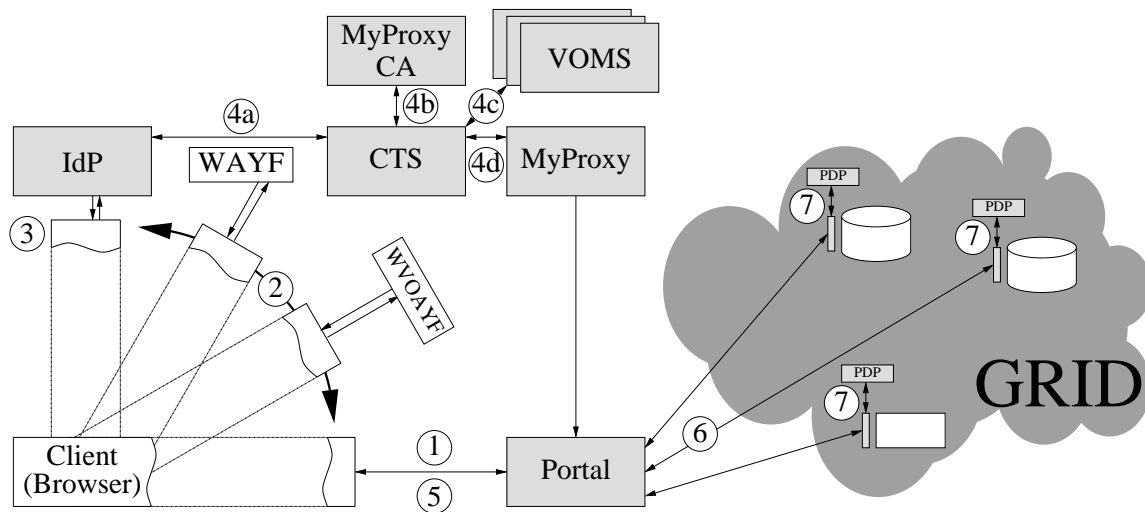 MyProxy
CA
VOMS
4a
4b
4c
IdP
WAYF
CTS
4d
MyProxy
PDP
7
PDP
7
3
2
WVOAYF
GRID
PDP
7
Client
(Browser)
1
5
Portal
6